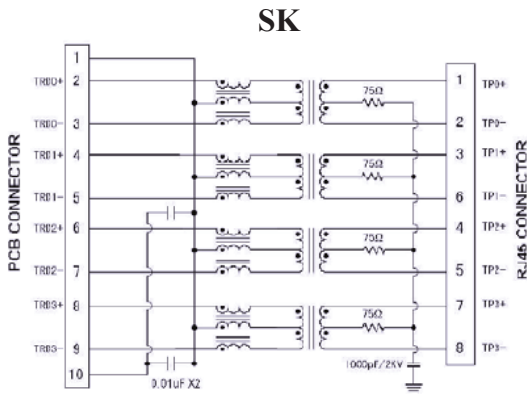 SK
1
TRD0+ 2 75Ω 1 TP0+
TRD0- 3 2 TP0-
TRD1+ 4 75Ω 3 TP1+
TRD1- 5 6 TP1-
TRD2+ 6 75Ω 4 TP2+
TRD2- 7 5 TP2-
TRD3+ 8 75Ω 7 TP3+
TRD3- 9 8 TP3-
10 0.01uF X2 1000pF/2KV
PCB CONNECTOR
RJ45 CONNECTOR